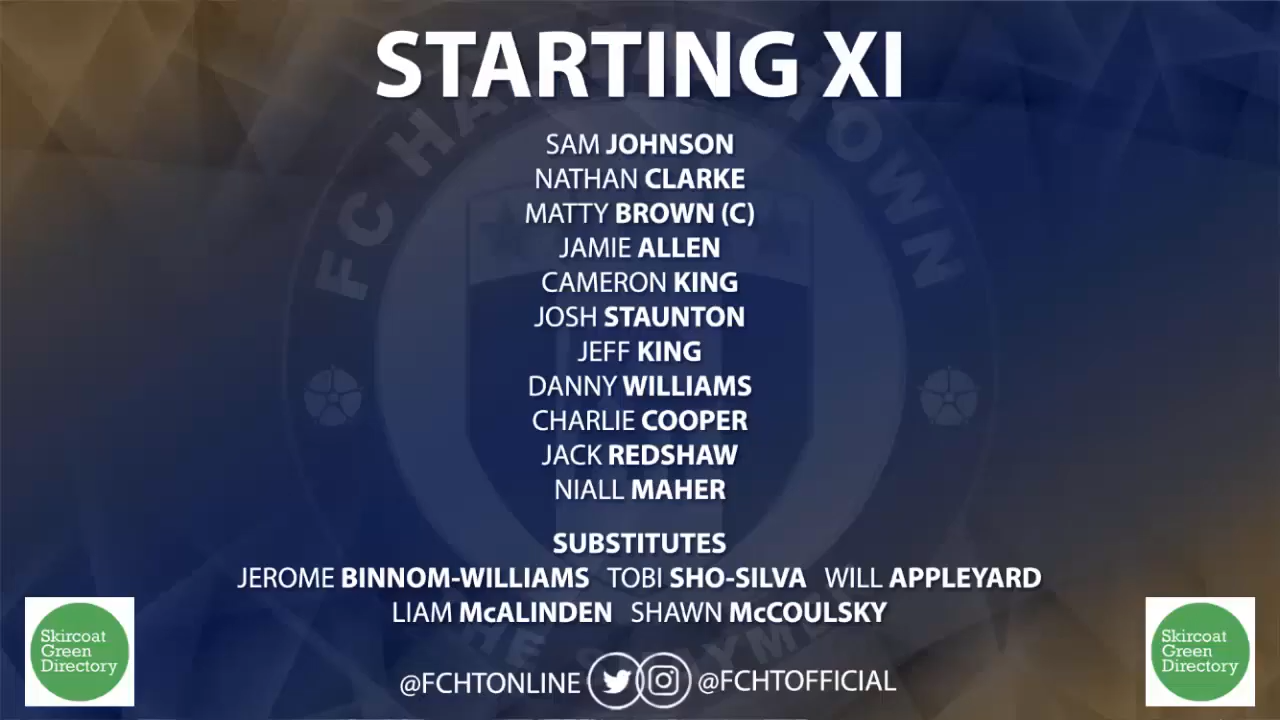 STARTING XI
SAM JOHNSON
NATHAN CLARKE
MATTY BROWN (C)
JAMIE ALLEN
CAMERON KING
JOSH STAUNTON
JEFF KING
DANNY WILLIAMS
CHARLIE COOPER
JACK REDSHAW
NIALL MAHER
SUBSTITUTES
JEROME BINNOM-WILLIAMS TOBI SHO-SILVA WILL APPLEYARD
LIAM McALINDEN SHAWN McCOULSKY
@FCHTONLINE @FCHTOFFICIAL
Skircoat
Green
Directory
Skircoat
Green
Directory
FC TOWN